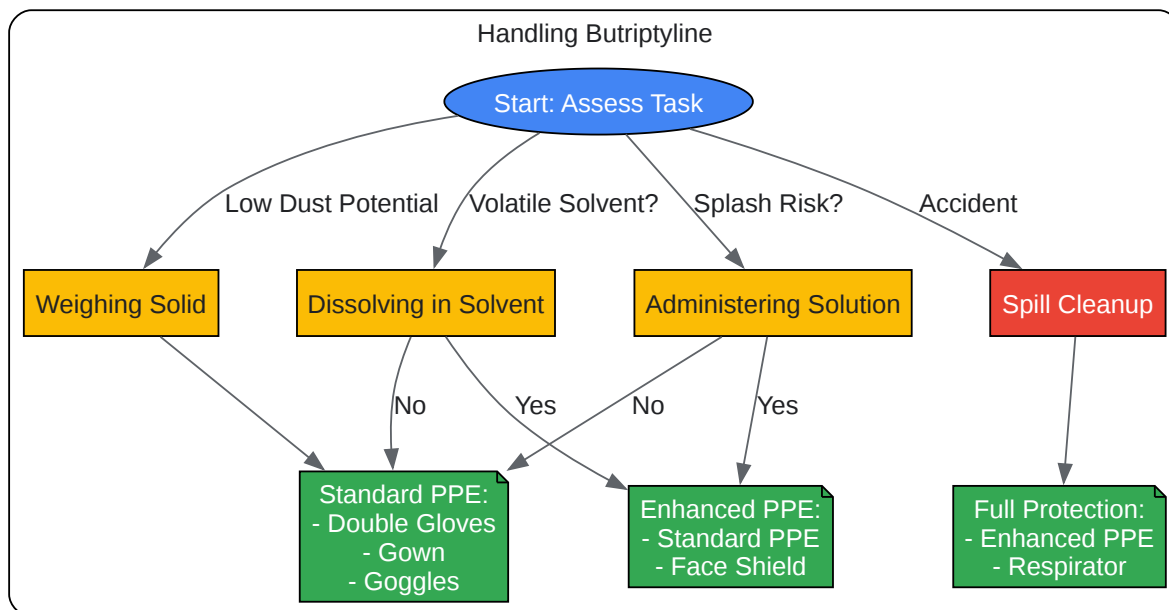 Handling Butriptyline
Start: Assess Task
Low Dust Potential
Volatile Solvent?
Splash Risk?
Accident
Weighing Solid
Dissolving in Solvent
Administering Solution
Spill Cleanup
No
Yes
No
Yes
Standard PPE:
- Double Gloves
- Gown
- Goggles
Enhanced PPE:
- Standard PPE
- Face Shield
Full Protection:
- Enhanced PPE
- Respirator